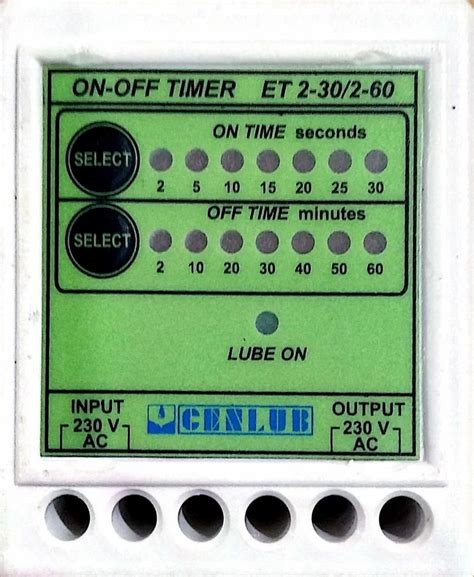 ON-OFF TIMER ET 2-30/2-60
ON TIME seconds
SELECT
2 5 10 15 20 25 30
OFF TIME minutes
SELECT
2 10 20 30 40 50 60
LUBE ON
INPUT
230 V
AC
CENLUB
OUTPUT
230 V
AC